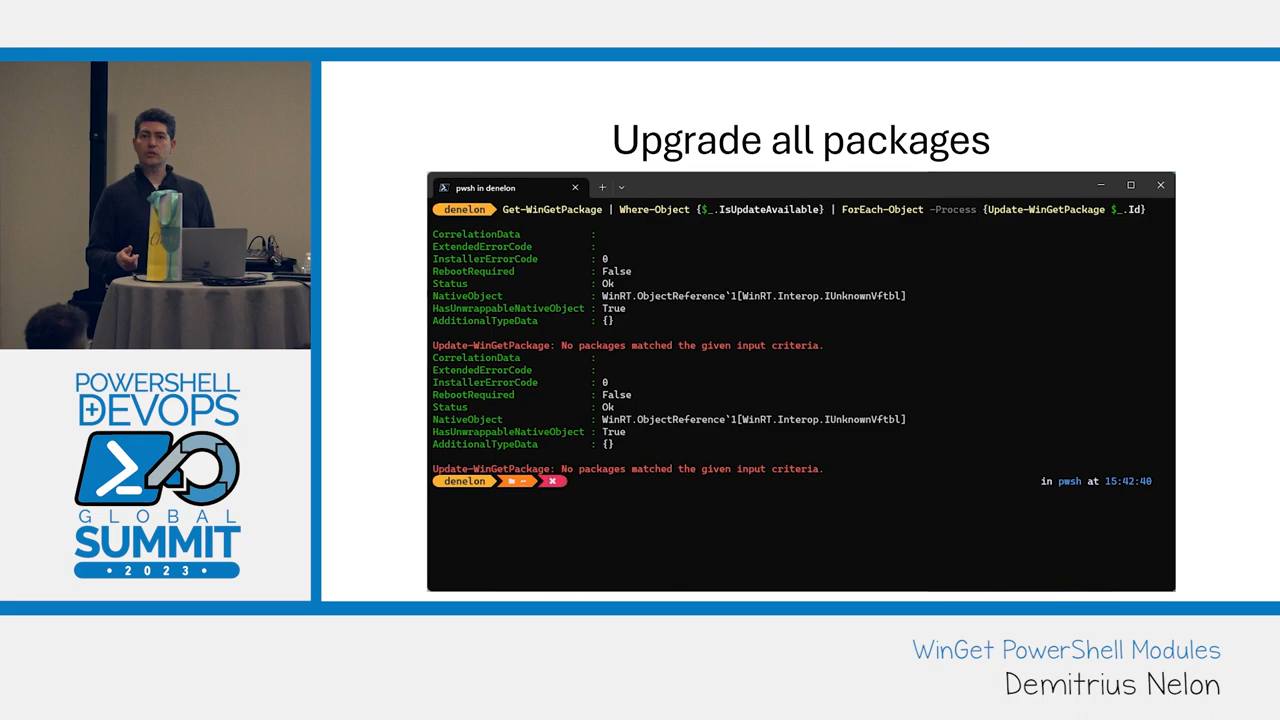 Upgrade all packages
pwsh in denelon
denelon Get-WinGetPackage | Where-Object {$_.IsUpdateAvailable} | ForEach-Object -Process {Update-WinGetPackage $_.Id}
CorrelationData :
ExtendedErrorCode :
InstallerErrorCode : 0
RebootRequired : False
Status : Ok
NativeObject : WinRT.ObjectReference`1[WinRT.Interop.IUnknownVftbl]
HasUnwrappableNativeObject : True
AdditionalTypeData : {}
Update-WinGetPackage: No packages matched the given input criteria.
CorrelationData :
ExtendedErrorCode :
InstallerErrorCode : 0
RebootRequired : False
Status : Ok
NativeObject : WinRT.ObjectReference`1[WinRT.Interop.IUnknownVftbl]
HasUnwrappableNativeObject : True
AdditionalTypeData : {}
Update-WinGetPackage: No packages matched the given input criteria.
denelon ~ in pwsh at 15:42:40
POWERSHELL
+DEVOPS
GLOBAL
SUMMIT
• 2023 •
WinGet PowerShell Modules
Demitrius Nelon